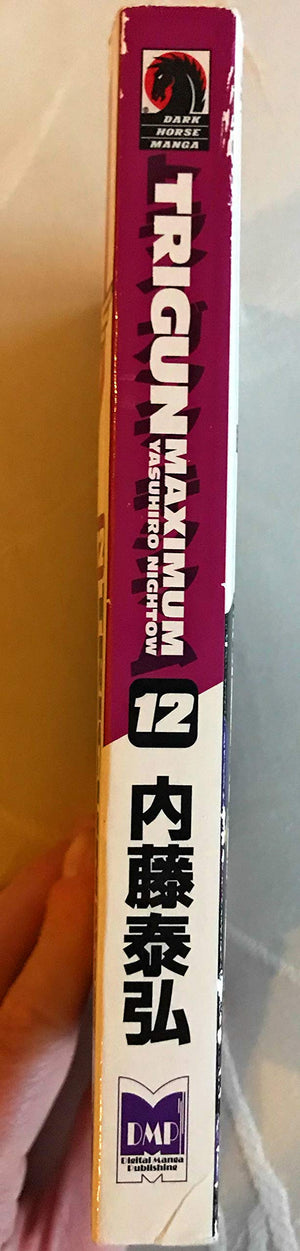 DARK
HORSE
MANGA
TRIGUN MAXIMUM
YASUHIRO NIGHTOW
12
内藤泰弘
DMP
Digital Manga
Publishing